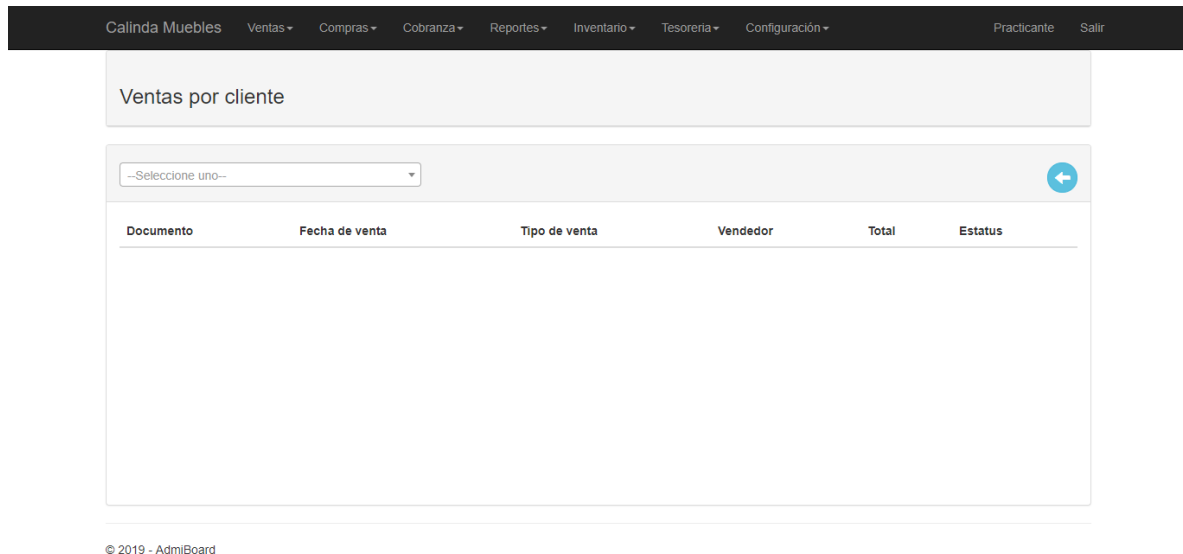 Calinda Muebles Ventas Compras Cobranza Reportes Inventario Tesoreria Configuración Practicante Salir
Ventas por cliente
--Seleccione uno--
Documento Fecha de venta Tipo de venta Vendedor Total Estatus
© 2019 - AdmiBoard